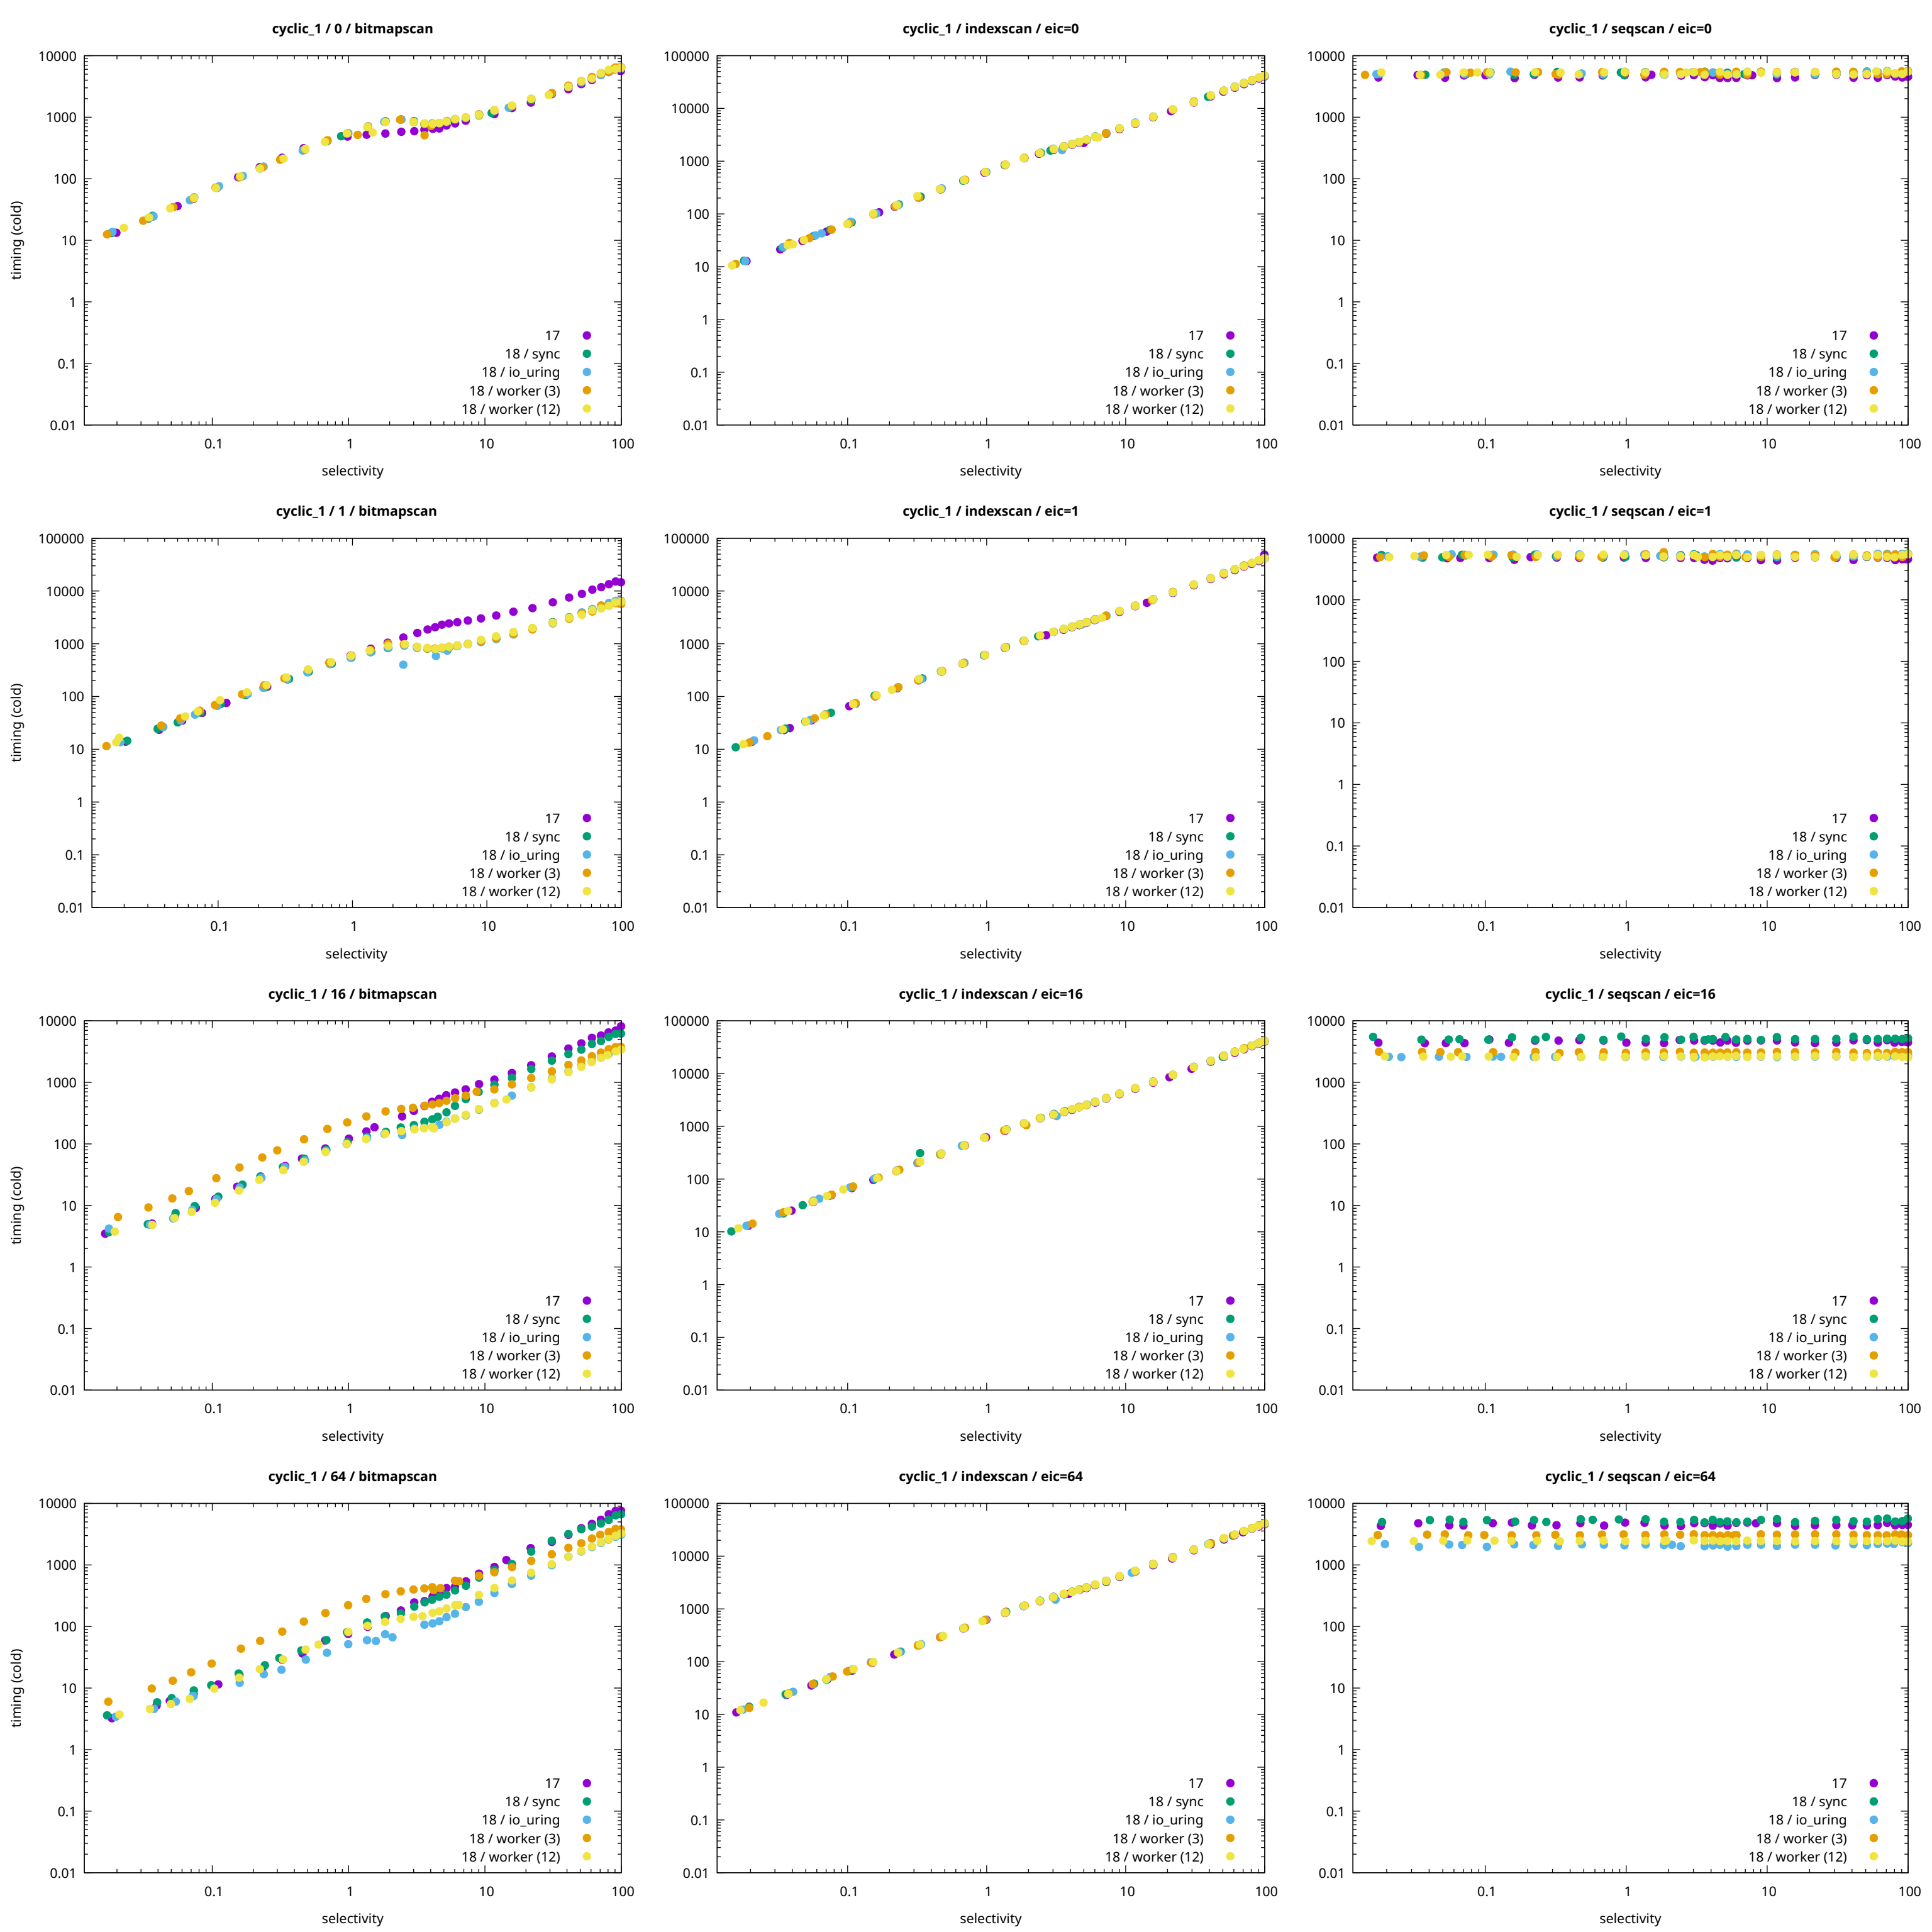 cyclic_1 / 0 / bitmapscan
timing (cold)
10000
1000
100
10
1
0.1
0.01
17
18 / sync
18 / io_uring
18 / worker (3)
18 / worker (12)
0.1 1 10 100
selectivity
cyclic_1 / indexscan / eic=0
100000
10000
1000
100
10
1
0.1
0.01
17
18 / sync
18 / io_uring
18 / worker (3)
18 / worker (12)
0.1 1 10 100
selectivity
cyclic_1 / seqscan / eic=0
10000
1000
100
10
1
0.1
0.01
17
18 / sync
18 / io_uring
18 / worker (3)
18 / worker (12)
0.1 1 10 100
selectivity
cyclic_1 / 1 / bitmapscan
timing (cold)
100000
10000
1000
100
10
1
0.1
0.01
17
18 / sync
18 / io_uring
18 / worker (3)
18 / worker (12)
0.1 1 10 100
selectivity
cyclic_1 / indexscan / eic=1
100000
10000
1000
100
10
1
0.1
0.01
17
18 / sync
18 / io_uring
18 / worker (3)
18 / worker (12)
0.1 1 10 100
selectivity
cyclic_1 / seqscan / eic=1
10000
1000
100
10
1
0.1
0.01
17
18 / sync
18 / io_uring
18 / worker (3)
18 / worker (12)
0.1 1 10 100
selectivity
cyclic_1 / 16 / bitmapscan
timing (cold)
10000
1000
100
10
1
0.1
0.01
17
18 / sync
18 / io_uring
18 / worker (3)
18 / worker (12)
0.1 1 10 100
selectivity
cyclic_1 / indexscan / eic=16
100000
10000
1000
100
10
1
0.1
0.01
17
18 / sync
18 / io_uring
18 / worker (3)
18 / worker (12)
0.1 1 10 100
selectivity
cyclic_1 / seqscan / eic=16
10000
1000
100
10
1
0.1
0.01
17
18 / sync
18 / io_uring
18 / worker (3)
18 / worker (12)
0.1 1 10 100
selectivity
cyclic_1 / 64 / bitmapscan
timing (cold)
10000
1000
100
10
1
0.1
0.01
17
18 / sync
18 / io_uring
18 / worker (3)
18 / worker (12)
0.1 1 10 100
selectivity
cyclic_1 / indexscan / eic=64
100000
10000
1000
100
10
1
0.1
0.01
17
18 / sync
18 / io_uring
18 / worker (3)
18 / worker (12)
0.1 1 10 100
selectivity
cyclic_1 / seqscan / eic=64
10000
1000
100
10
1
0.1
0.01
17
18 / sync
18 / io_uring
18 / worker (3)
18 / worker (12)
0.1 1 10 100
selectivity